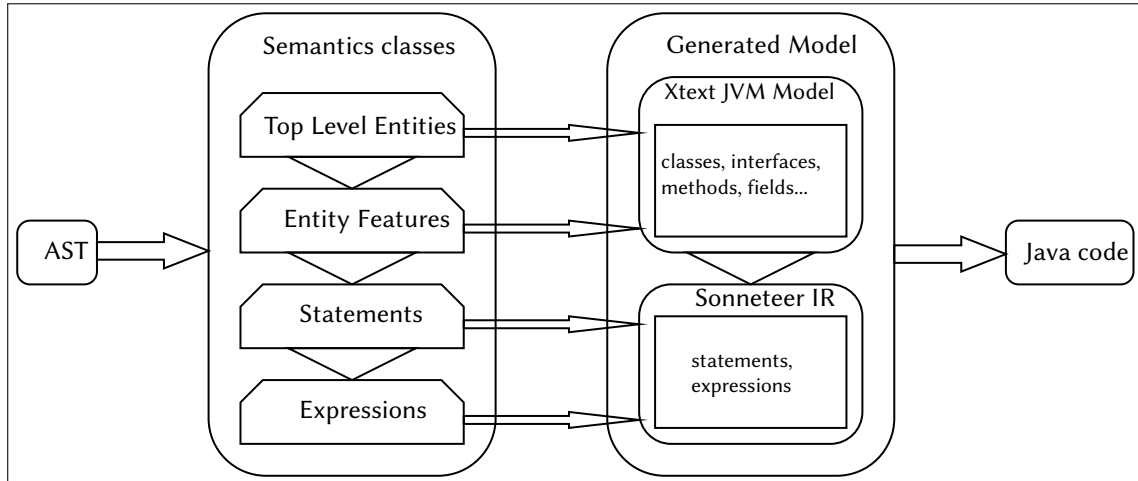 Semantics classes
Top Level Entities
Entity Features
Statements
Expressions
AST
Generated Model
Xtext JVM Model
classes, interfaces,
methods, fields...
Sonneteer IR
statements,
expressions
Java code